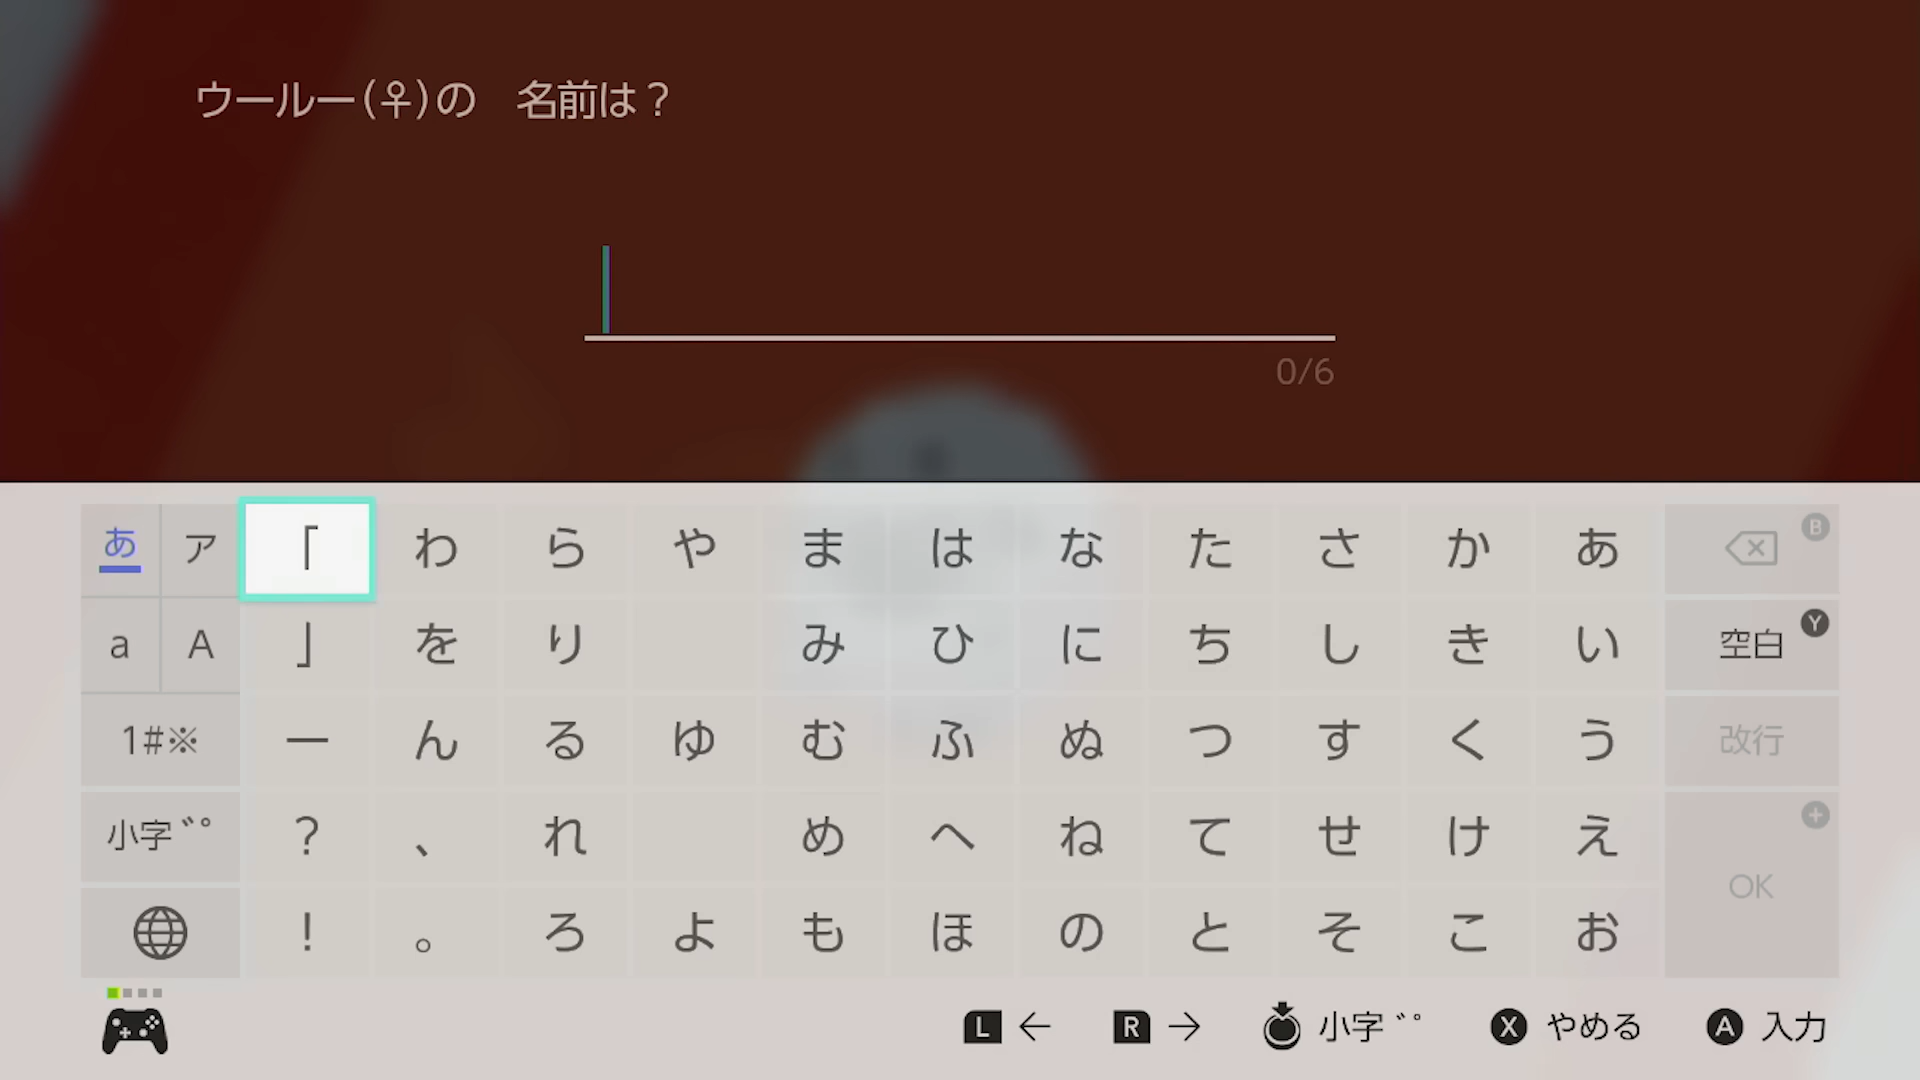 ウールー(♀)の　名前は？
0/6
あ ア 「 わ ら や ま は な た さ か あ B
a A 」 を り み ひ に ち し き い 空白 Y
1#※ ー ん る ゆ む ふ ぬ つ す く う 改行
小字゛゜ ? 、 れ め へ ね て せ け え +
! 。 ろ よ も ほ の と そ こ お OK
L ← R → 小字゛゜ X やめる A 入力